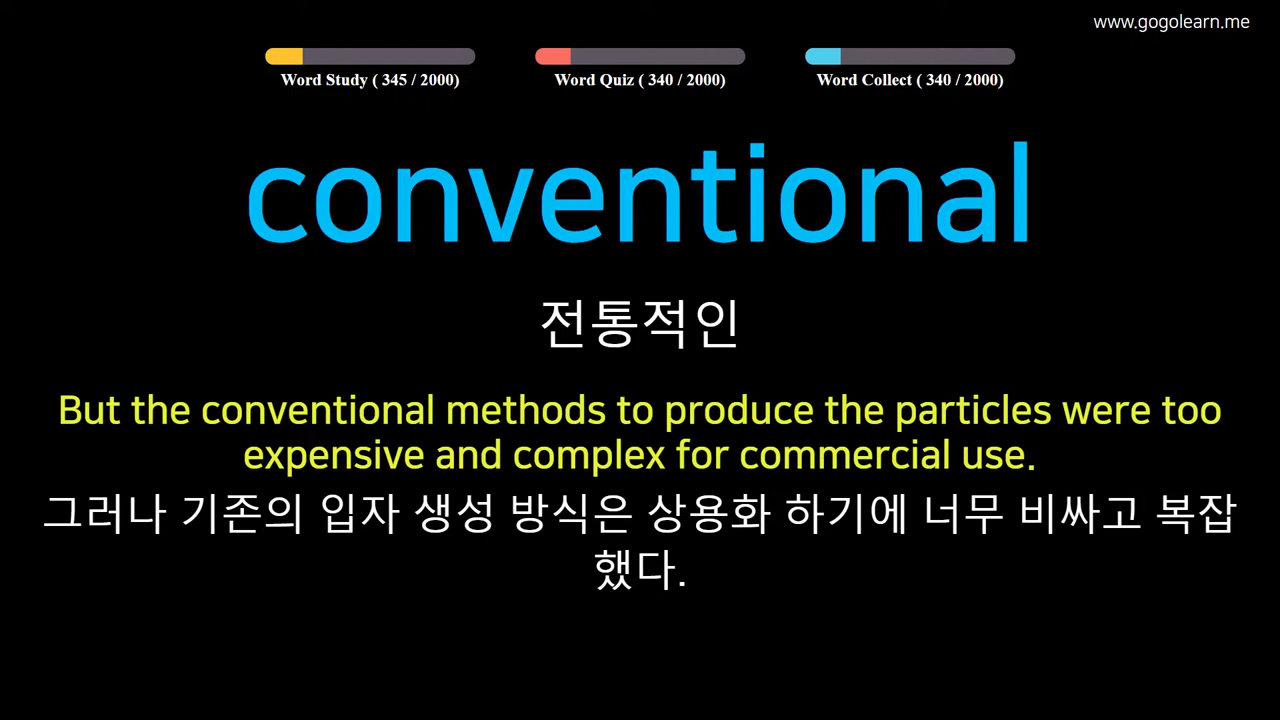 www.gogolearn.me
Word Study ( 345 / 2000)
Word Quiz ( 340 / 2000)
Word Collect ( 340 / 2000)
conventional
전통적인
But the conventional methods to produce the particles were too
expensive and complex for commercial use.
그러나 기존의 입자 생성 방식은 상용화 하기에 너무 비싸고 복잡
했다.